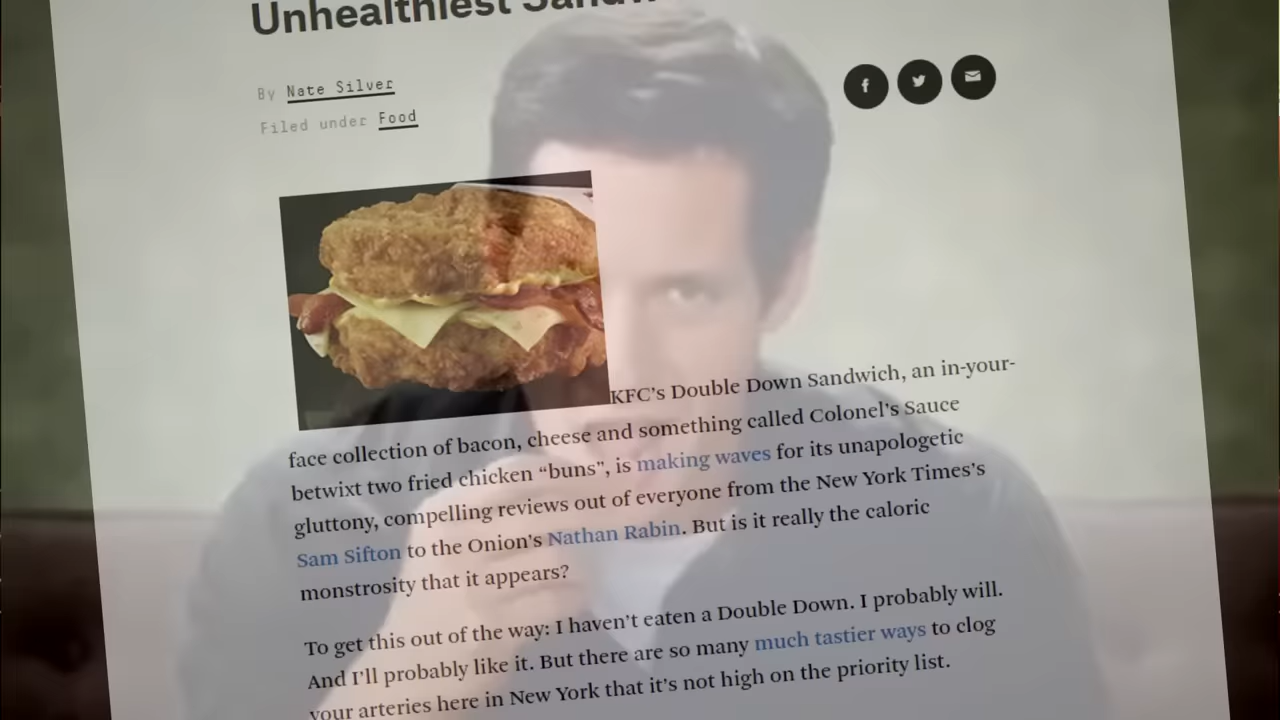 Unhealthiest
By Nate Silver
Filed under Food
KFC’s Double Down Sandwich, an in-your-
face collection of bacon, cheese and something called Colonel’s Sauce
betwixt two fried chicken “buns”, is making waves for its unapologetic
gluttony, compelling reviews out of everyone from the New York Times’s
Sam Sifton to the Onion’s Nathan Rabin. But is it really the caloric
monstrosity that it appears?
To get this out of the way: I haven’t eaten a Double Down. I probably will.
And I’ll probably like it. But there are so many much tastier ways to clog
your arteries here in New York that it’s not high on the priority list.